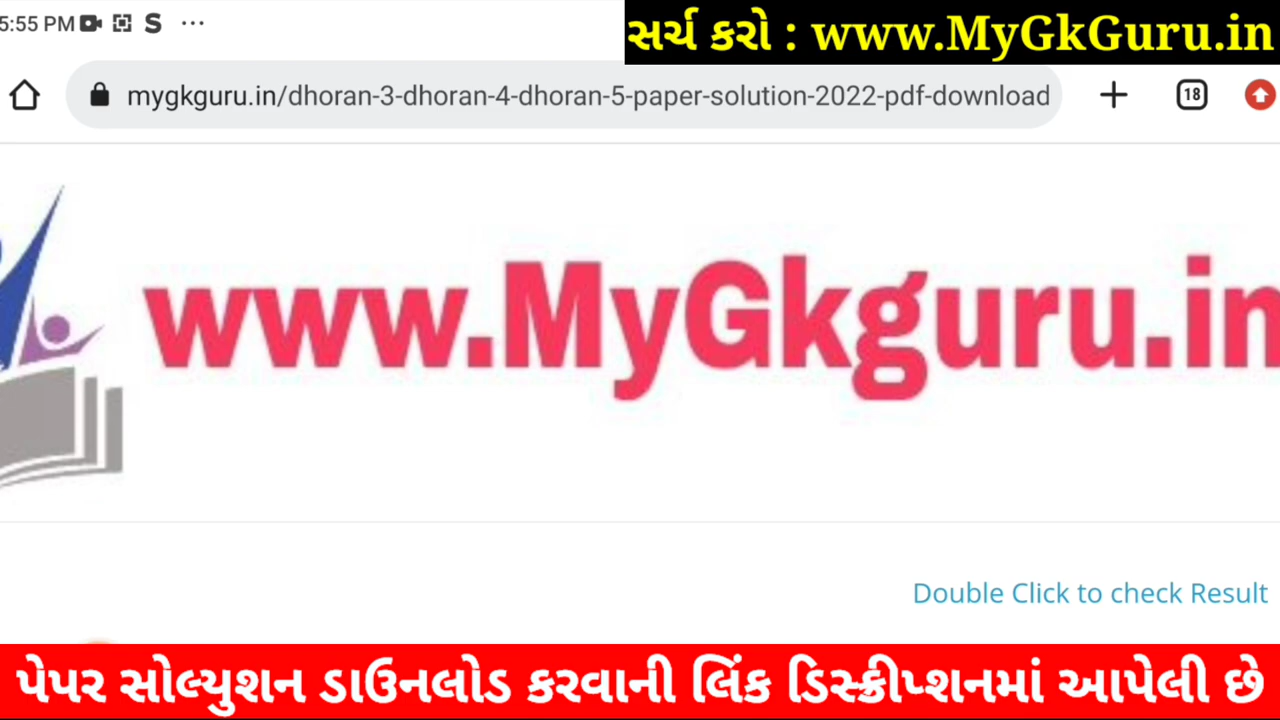 5:55 PM S ...
સર્ચ કરો : www.MyGkGuru.in
mygkguru.in/dhoran-3-dhoran-4-dhoran-5-paper-solution-2022-pdf-download
18
www.MyGkguru.in
Double Click to check Result
પેપર સોલ્યુશન ડાઉનલોડ કરવાની લિંક ડિસ્ક્રીપ્શનમાં આપેલી છે